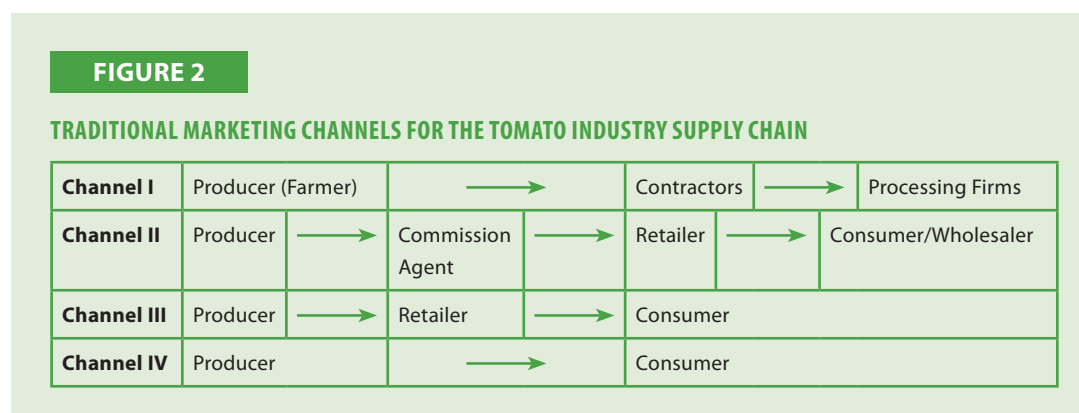 FIGURE 2
TRADITIONAL MARKETING CHANNELS FOR THE TOMATO INDUSTRY SUPPLY CHAIN
Channel I Producer (Farmer) Contractors Processing Firms
Channel II Producer Commission Retailer Consumer/Wholesaler
Agent
Channel III Producer Retailer Consumer
Channel IV Producer Consumer